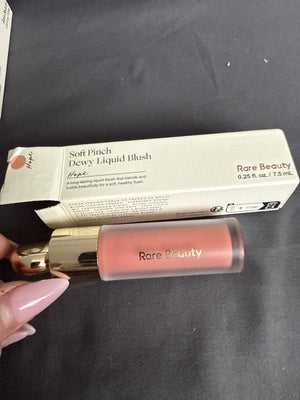 Hope
Soft Pinch
Dewy Liquid Blush
Hope
A long-lasting liquid blush that blends and
builds beautifully for a soft, healthy flush.
Rare Beauty
0.25 fl. oz. / 7.5 mL
Rare Beauty